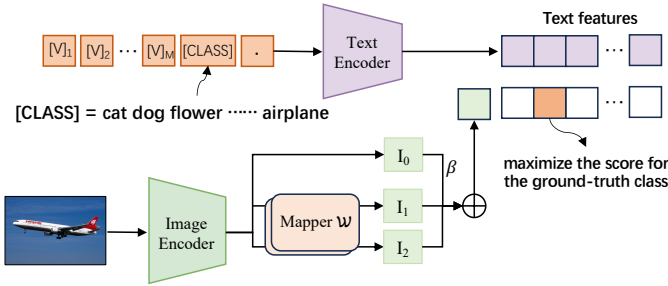 Text features
[V]₁ [V]₂ ··· [V]M [CLASS] .
Text
Encoder
···
[CLASS] = cat dog flower ······ airplane
···
I₀
β
maximize the score for
the ground-truth class
Image
Encoder
Mapper w
I₁
I₂